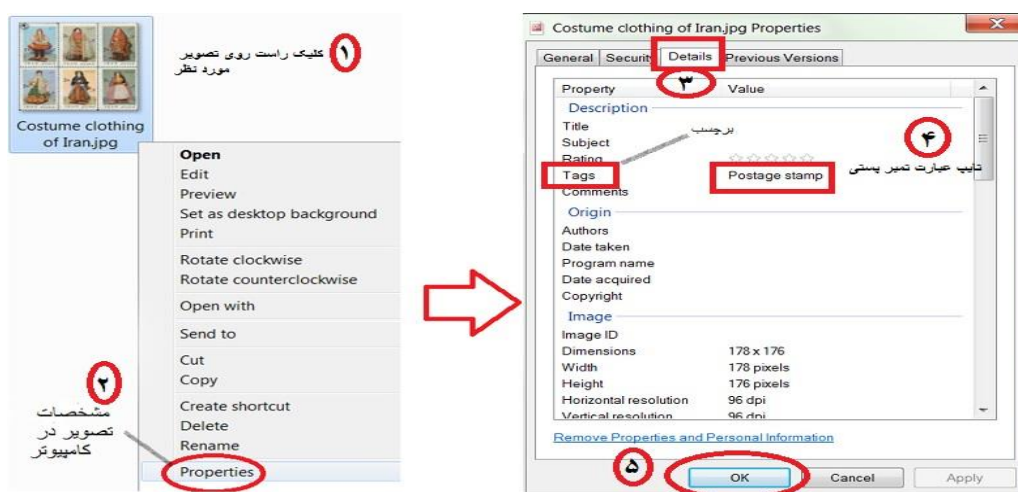 ۱
کلیک راست روی تصویر
مورد نظر
Costume clothing
of Iran.jpg
Open
Edit
Preview
Set as desktop background
Print
Rotate clockwise
Rotate counterclockwise
Open with
Send to
Cut
Copy
Create shortcut
Delete
Rename
Properties
۲
مشخصات
تصویر در
کامپیوتر
Costume clothing of Iran.jpg Properties
General Security Details Previous Versions
۳
Property Value
Description
Title
برچسب
Subject
Rating
۴
Tags Postage stamp
تایپ عبارت تمبر پستی
Comments
Origin
Authors
Date taken
Program name
Date acquired
Copyright
Image
Image ID
Dimensions 178 x 176
Width 178 pixels
Height 176 pixels
Horizontal resolution 96 dpi
Vertical resolution 96 dpi
Remove Properties and Personal Information
۵
OK Cancel Apply